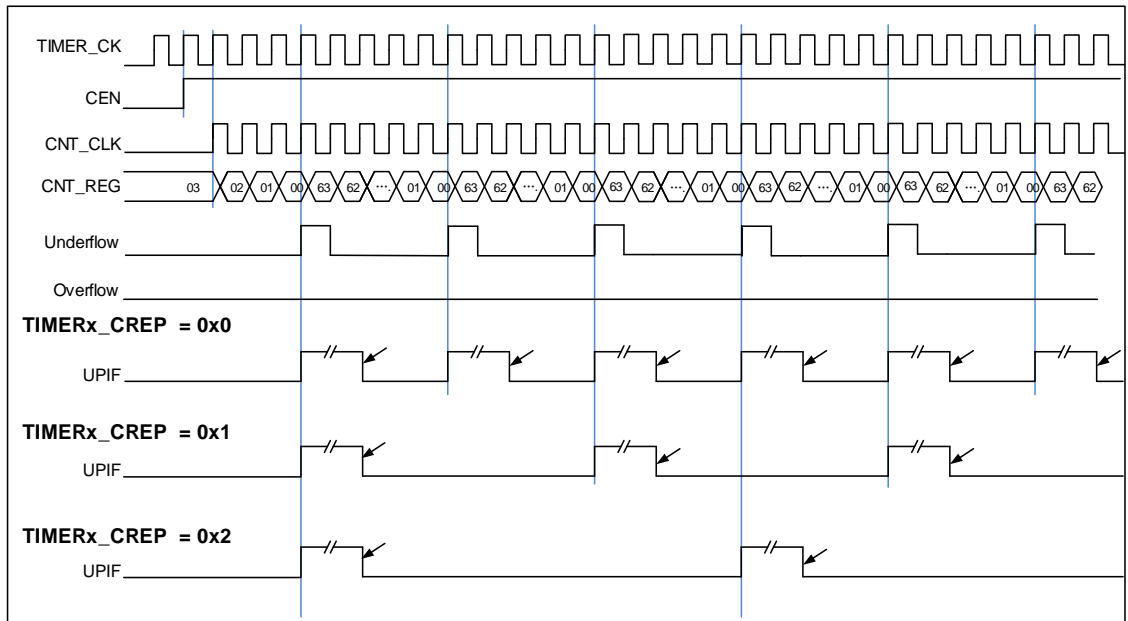 TIMER_CK
CEN
CNT_CLK
CNT_REG 03 02 01 00 63 62 .... 01 00 63 62 .... 01 00 63 62 .... 01 00 63 62 .... 01 00 63 62 .... 01 00 63 62
Underflow
Overflow
TIMERx_CREP = 0x0
UPIF
TIMERx_CREP = 0x1
UPIF
TIMERx_CREP = 0x2
UPIF